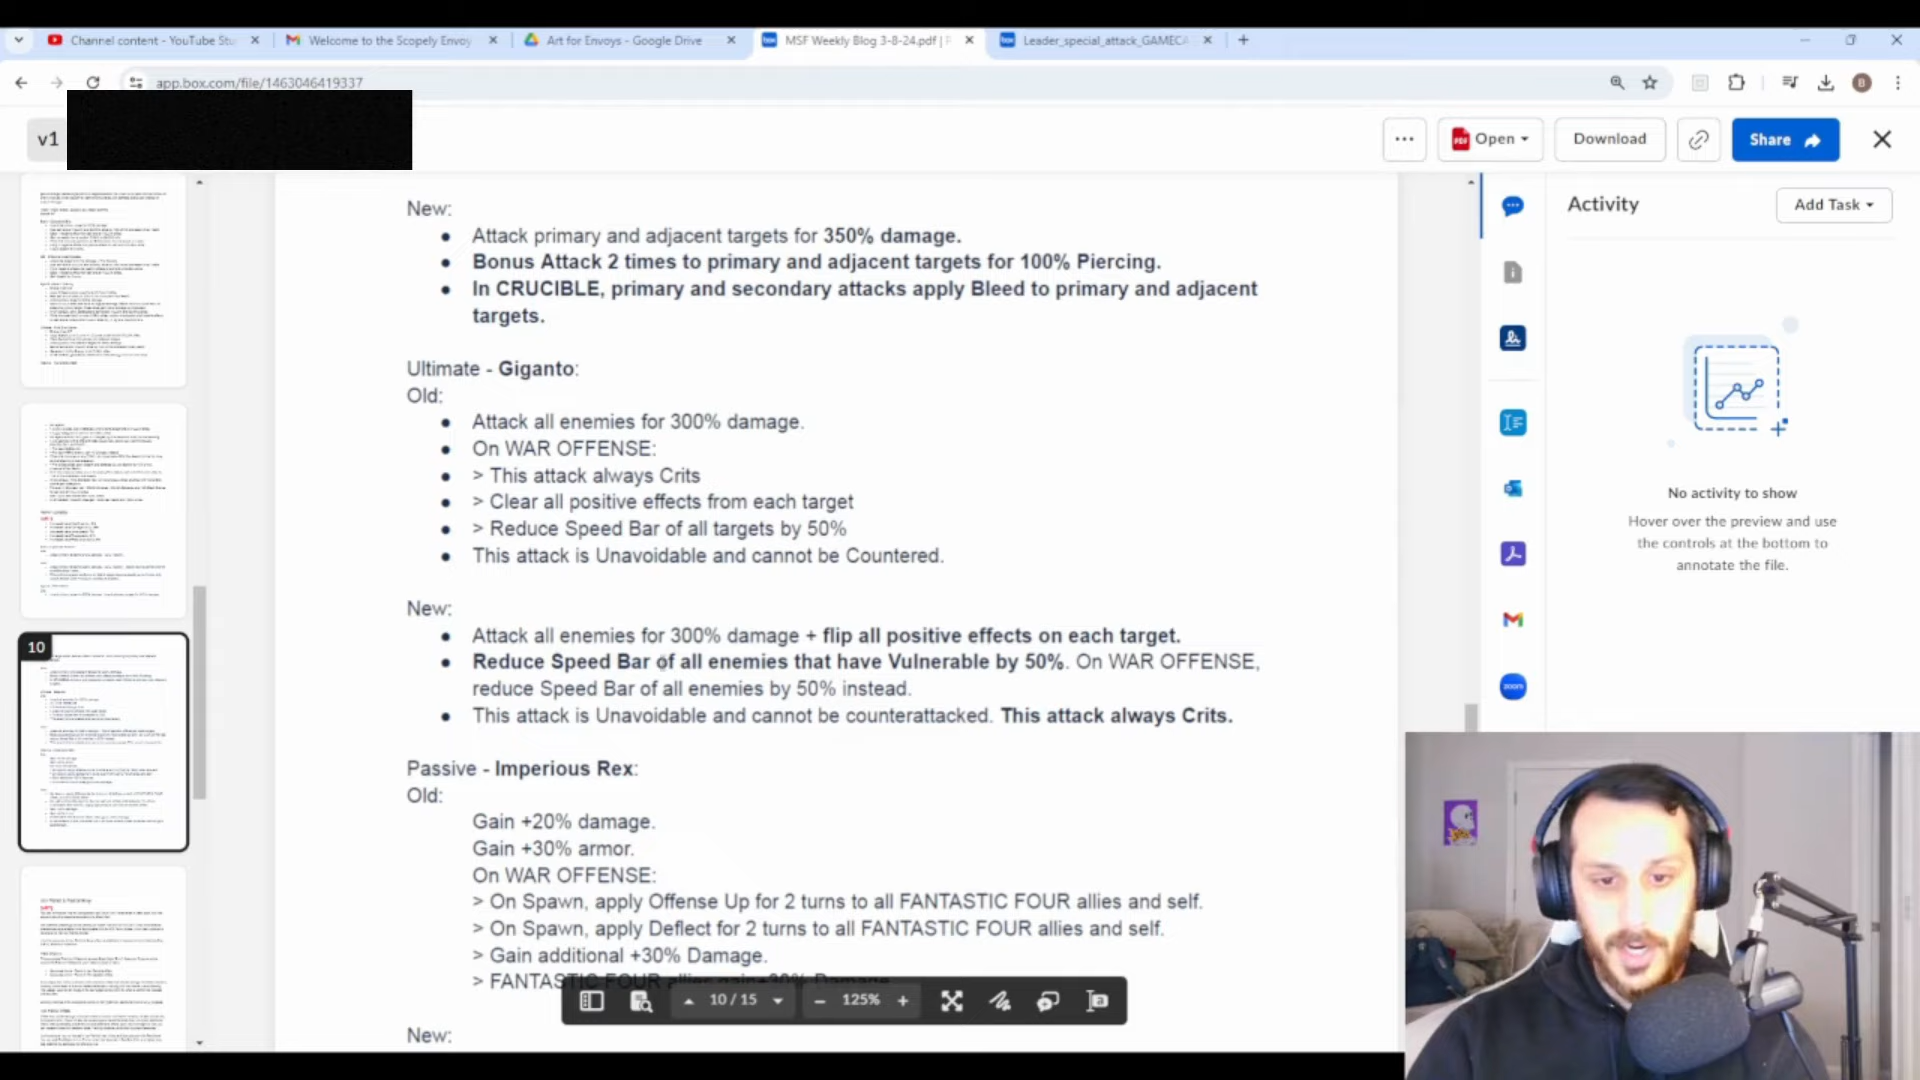 Channel content - YouTube Stu
Welcome to the Scopely Envoy
Art for Envoys - Google Drive
MSF Weekly Blog 3-8-24.pdf |
Leader_special_attack_GAMECA
app.box.com/file/1463046419337
B
v1
Open
Download
Share
New:
Attack primary and adjacent targets for 350% damage.
Bonus Attack 2 times to primary and adjacent targets for 100% Piercing.
In CRUCIBLE, primary and secondary attacks apply Bleed to primary and adjacent
targets.
Ultimate - Giganto:
Old:
Attack all enemies for 300% damage.
On WAR OFFENSE:
> This attack always Crits
> Clear all positive effects from each target
> Reduce Speed Bar of all targets by 50%
This attack is Unavoidable and cannot be Countered.
New:
Attack all enemies for 300% damage + flip all positive effects on each target.
Reduce Speed Bar of all enemies that have Vulnerable by 50%. On WAR OFFENSE,
reduce Speed Bar of all enemies by 50% instead.
This attack is Unavoidable and cannot be counterattacked. This attack always Crits.
Passive - Imperious Rex:
Old:
Gain +20% damage.
Gain +30% armor.
On WAR OFFENSE:
> On Spawn, apply Offense Up for 2 turns to all FANTASTIC FOUR allies and self.
> On Spawn, apply Deflect for 2 turns to all FANTASTIC FOUR allies and self.
> Gain additional +30% Damage.
> FANTASTIC FOUR allies gain+30% Damage
New:
10
10 / 15
125%
Activity
Add Task
No activity to show
Hover over the preview and use
the controls at the bottom to
annotate the file.
zoom